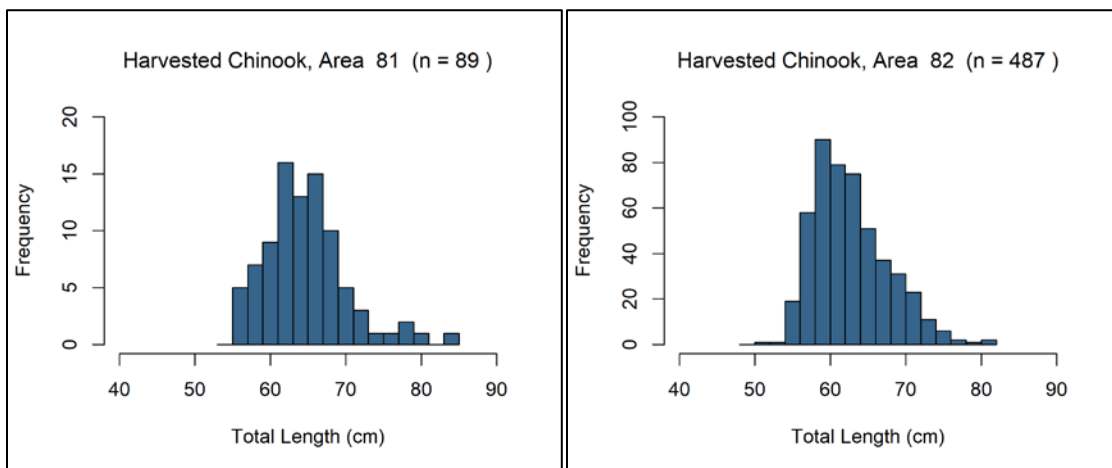 Harvested Chinook, Area 81 (n = 89 )
20
15
10
5
0
Frequency
40 50 60 70 80 90
Total Length (cm)
Harvested Chinook, Area 82 (n = 487 )
100
80
60
40
20
0
Frequency
40 50 60 70 80 90
Total Length (cm)